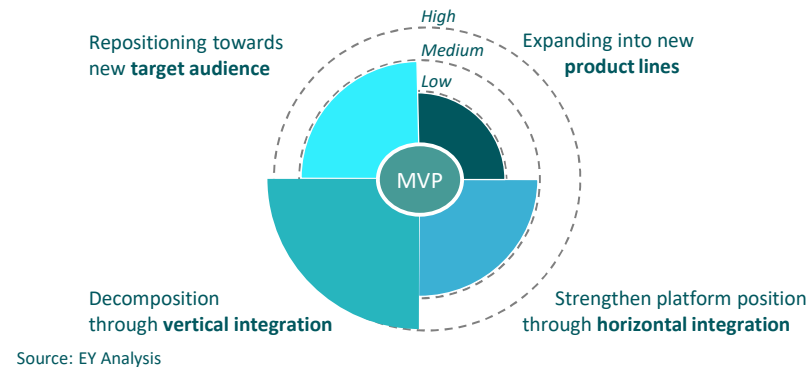 High
Medium
Low
Repositioning towards
new target audience
Expanding into new
product lines
MVP
Decomposition
through vertical integration
Strengthen platform position
through horizontal integration
Source: EY Analysis